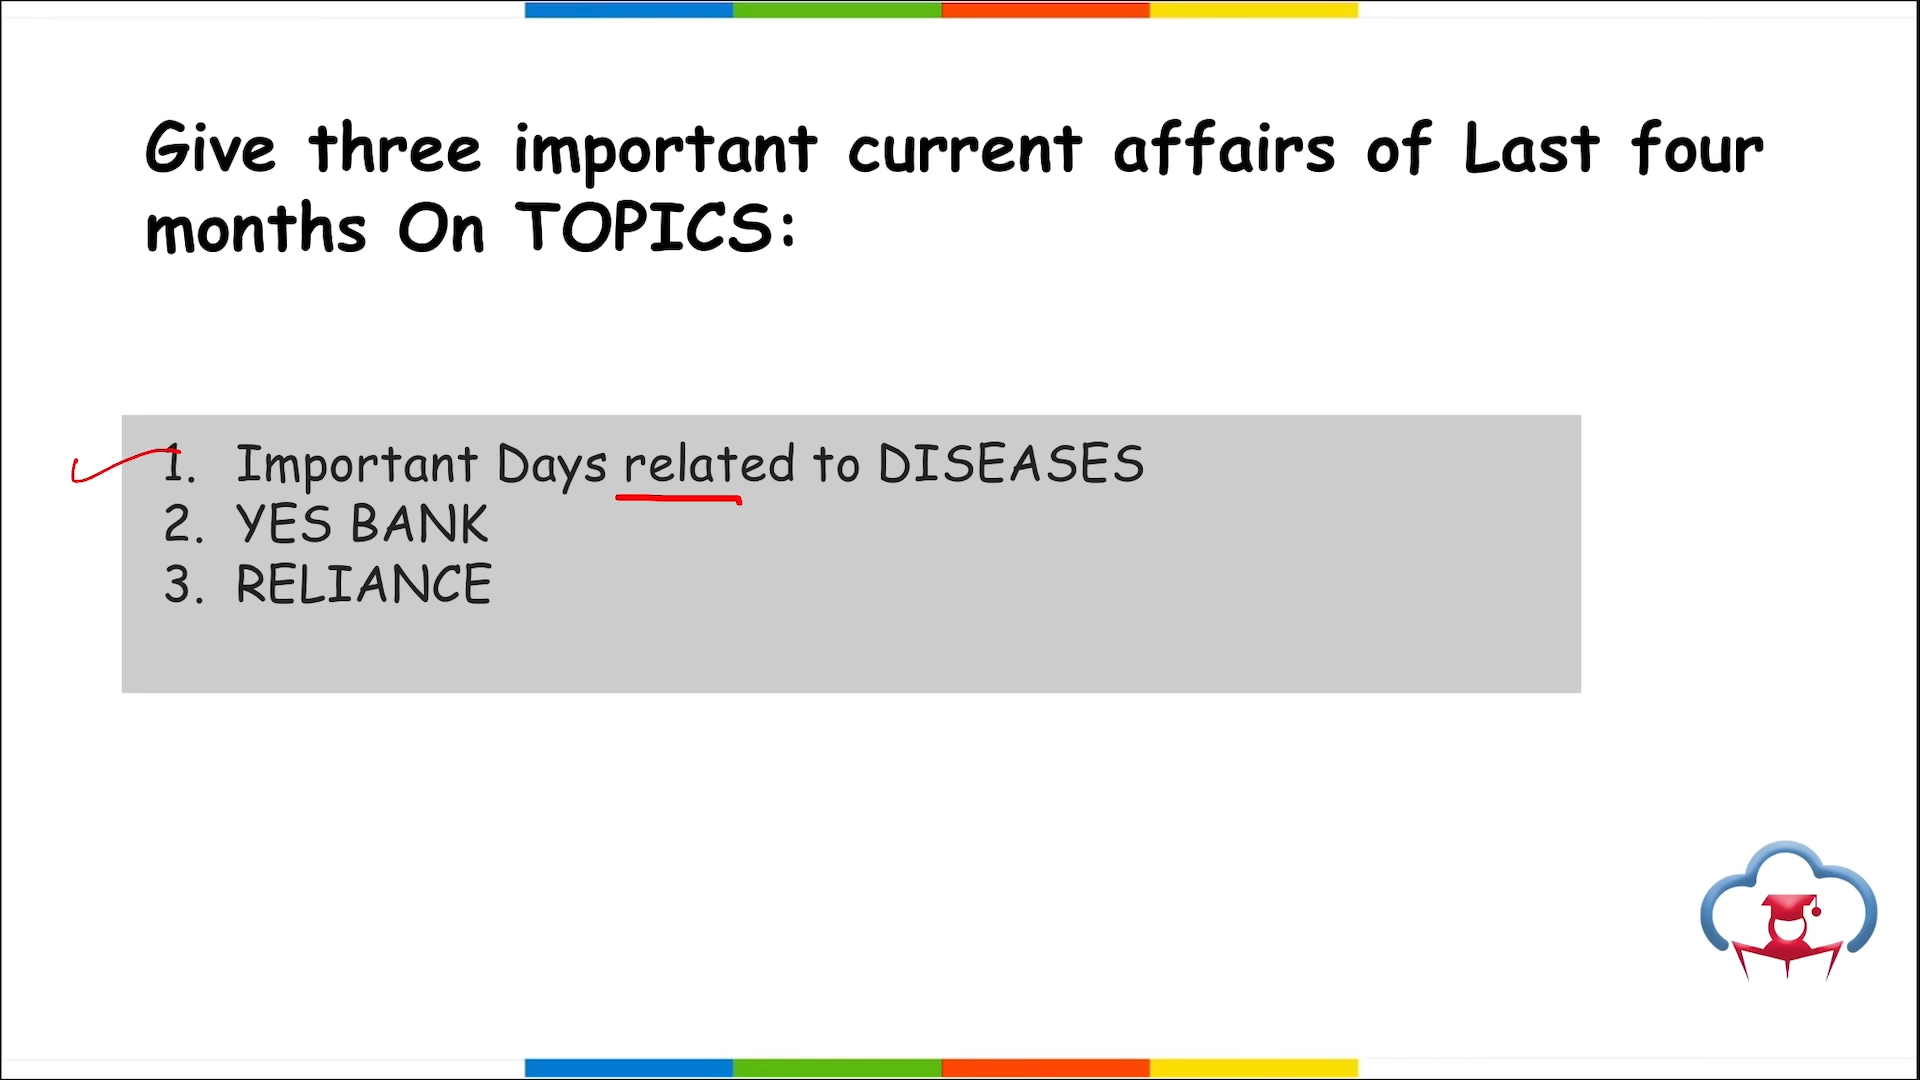 Give three important current affairs of Last four
months On TOPICS:
1. Important Days related to DISEASES
2. YES BANK
3. RELIANCE